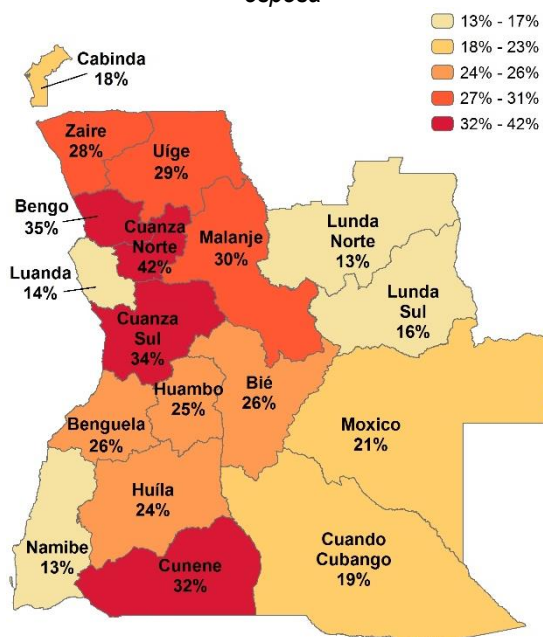 esposa
13% - 17%
18% - 23%
24% - 26%
27% - 31%
32% - 42%
Cabinda
18%
Zaire
28%
Uíge
29%
Bengo
35%
Cuanza
Norte
42%
Malanje
30%
Lunda
Norte
13%
Luanda
14%
Lunda
Sul
16%
Cuanza
Sul
34%
Huambo
25%
Bié
26%
Benguela
26%
Moxico
21%
Huíla
24%
Namibe
13%
Cunene
32%
Cuando
Cubango
19%